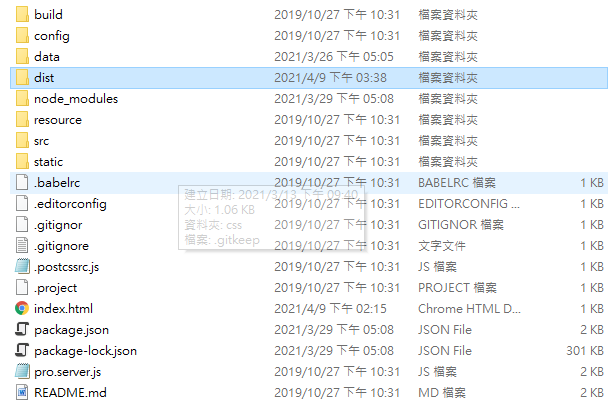 build 2019/10/27 下午 10:31 檔案資料夾
config 2019/10/27 下午 10:31 檔案資料夾
data 2021/3/26 下午 05:05 檔案資料夾
dist 2021/4/9 下午 03:38 檔案資料夾
node_modules 2021/3/29 下午 05:08 檔案資料夾
resource 2019/10/27 下午 10:31 檔案資料夾
src 2019/10/27 下午 10:31 檔案資料夾
static 2019/10/27 下午 10:31 檔案資料夾
.babelrc 2019/10/27 下午 10:31 BABELRC 檔案 1 KB
建立日期: 2021/3/13 下午 09:40
大小: 1.06 KB
資料夾: css
檔案: .gitkeep
.editorconfig 2019/10/27 下午 10:31 EDITORCONFIG ... 1 KB
.gitignor 2019/10/27 下午 10:31 GITIGNOR 檔案 1 KB
.gitignore 2019/10/27 下午 10:31 文字文件 1 KB
.postcssrc.js 2019/10/27 下午 10:31 JS 檔案 1 KB
.project 2019/10/27 下午 10:31 PROJECT 檔案 1 KB
index.html 2021/4/9 下午 02:15 Chrome HTML D... 1 KB
package.json 2021/3/29 下午 05:08 JSON File 2 KB
package-lock.json 2021/3/29 下午 05:08 JSON File 301 KB
pro.server.js 2019/10/27 下午 10:31 JS 檔案 2 KB
README.md 2019/10/27 下午 10:31 MD 檔案 2 KB